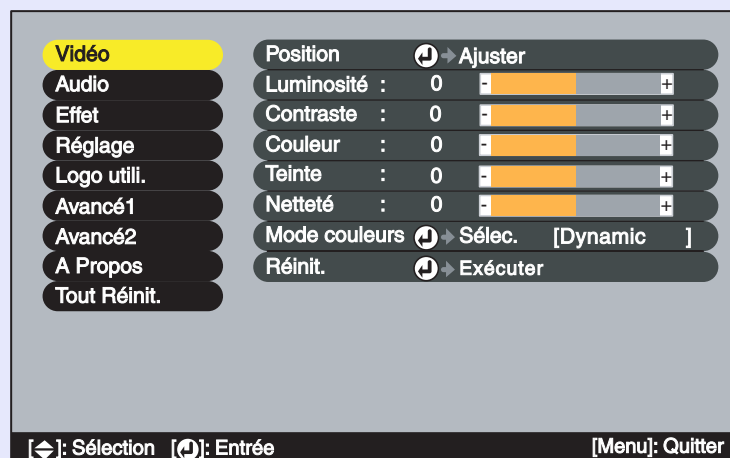 Vidéo
Audio
Effet
Réglage
Logo utili.
Avancé1
Avancé2
A Propos
Tout Réinit.
Position Ajuster
Luminosité : 0 - +
Contraste : 0 - +
Couleur : 0 - +
Teinte : 0 - +
Netteté : 0 - +
Mode couleurs Sélec. [Dynamic ]
Réinit. Exécuter
[ ]: Sélection [ ]: Entrée [Menu]: Quitter